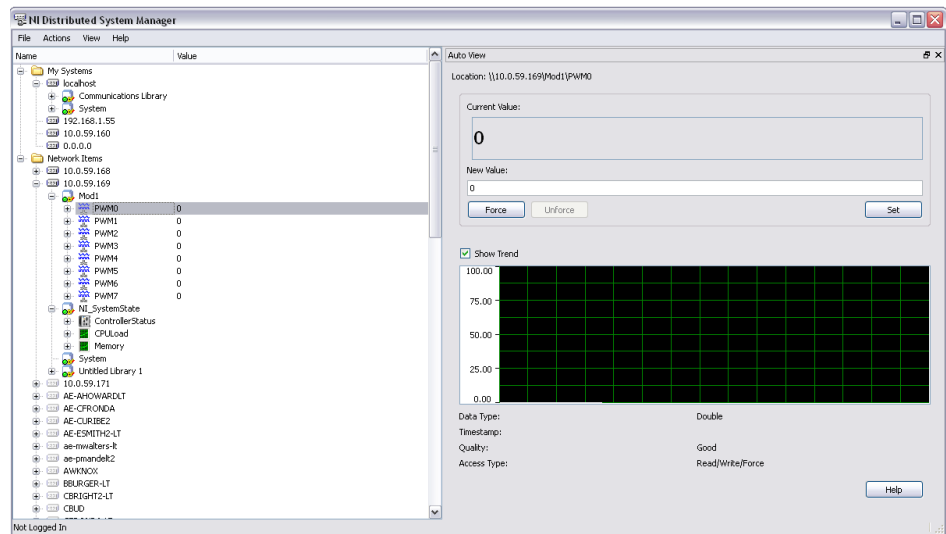 NI Distributed System Manager
File Actions View Help
Name Value
My Systems
localhost
Communications Library
System
192.168.1.55
10.0.59.160
0.0.0.0
Network Items
10.0.59.168
10.0.59.169
Mod1
PWM0 0
PWM1 0
PWM2 0
PWM3 0
PWM4 0
PWM5 0
PWM6 0
PWM7 0
NI_SystemState
ControllerStatus
CPULoad
Memory
System
Untitled Library 1
10.0.59.171
AE-AHOWARDLT
AE-CFRONDA
AE-CURIBE2
AE-ESMITH2-LT
ae-mwalters-lt
ae-pmandelt2
AWKNOX
BBURGER-LT
CBRIGHT2-LT
CBUD
Not Logged In
Auto View
Location: \\10.0.59.169\Mod1\PWM0
Current Value:
0
New Value:
0
Force Unforce Set
Show Trend
100.00
75.00
50.00
25.00
0.00
Data Type: Double
Timestamp:
Quality: Good
Access Type: Read/Write/Force
Help